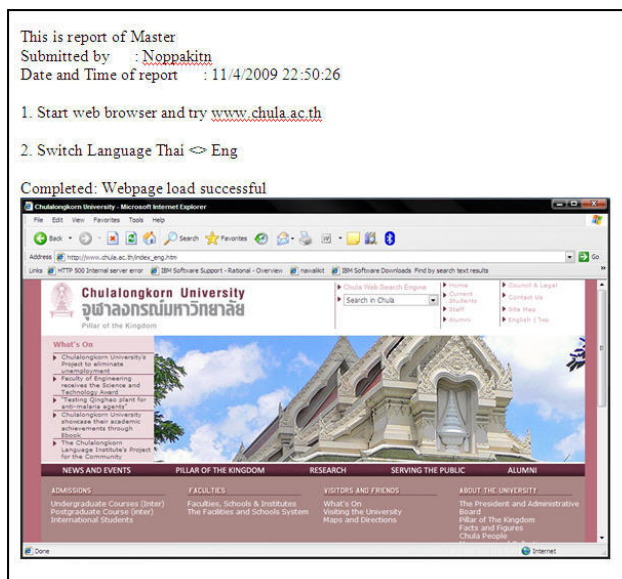 This is report of Master
Submitted by : Noppakitn
Date and Time of report : 11/4/2009 22:50:26
1. Start web browser and try www.chula.ac.th
2. Switch Language Thai <> Eng
Completed: Webpage load successful
Chulalongkorn University - Microsoft Internet Explorer
File Edit View Favorites Tools Help
Back Search Favorites
Address http://www.chula.ac.th/index_eng.htm Go
Links HTTP 500 Internal server error IBM Software Support - Rational - Overview newalkit IBM Software Downloads Find by search text results
Chulalongkorn University
จุฬาลงกรณ์มหาวิทยาลัย
Pillar of the Kingdom
Chula Web Search Engine
Search in Chula
Home
Current Students
Staff
Alumni
Council & Legal
Contact Us
Site Map
English | ไทย
What's On
Chulalongkorn University's
Project to eliminate
unemployment
Faculty of Engineering
receives the Science and
Technology Award
"Testing Qinghao plant for
anti-malaria agents"
Chulalongkorn University
showcase their academic
achievements through
Ebook
The Chulalongkorn
Language Institute's Project
for the Community
NEWS AND EVENTS PILLAR OF THE KINGDOM RESEARCH SERVING THE PUBLIC ALUMNI
ADMISSIONS
Undergraduate Courses (Inter)
Postgraduate Course (inter)
International Students
FACULTIES
Faculties, Schools & Institutes
The Facilities and Schools System
VISITORS AND FRIENDS
What's On
Visiting the University
Maps and Directions
ABOUT THE UNIVERSITY
The President and Administrative
Board
Pillar of The Kingdom
Facts and Figures
Chula People
Done Internet